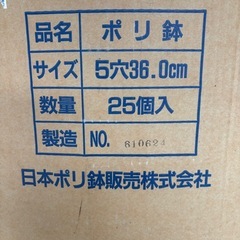 品名 ポリ鉢
サイズ 5穴36.0cm
数量 25個入
製造 NO. 810624
日本ポリ鉢販売株式会社